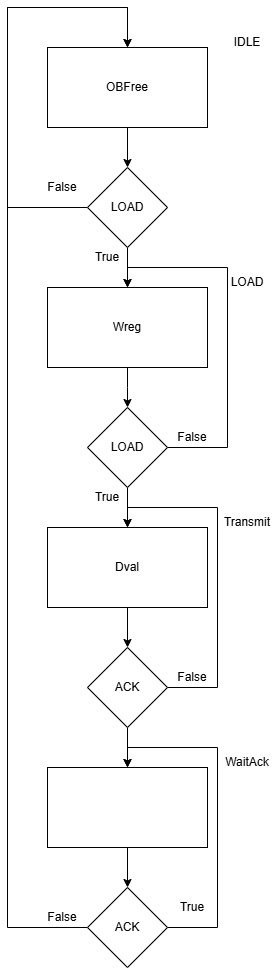 IDLE
OBFree
False
LOAD
True
LOAD
Wreg
LOAD
False
True
Transmit
Dval
ACK
False
WaitAck
False
ACK
True